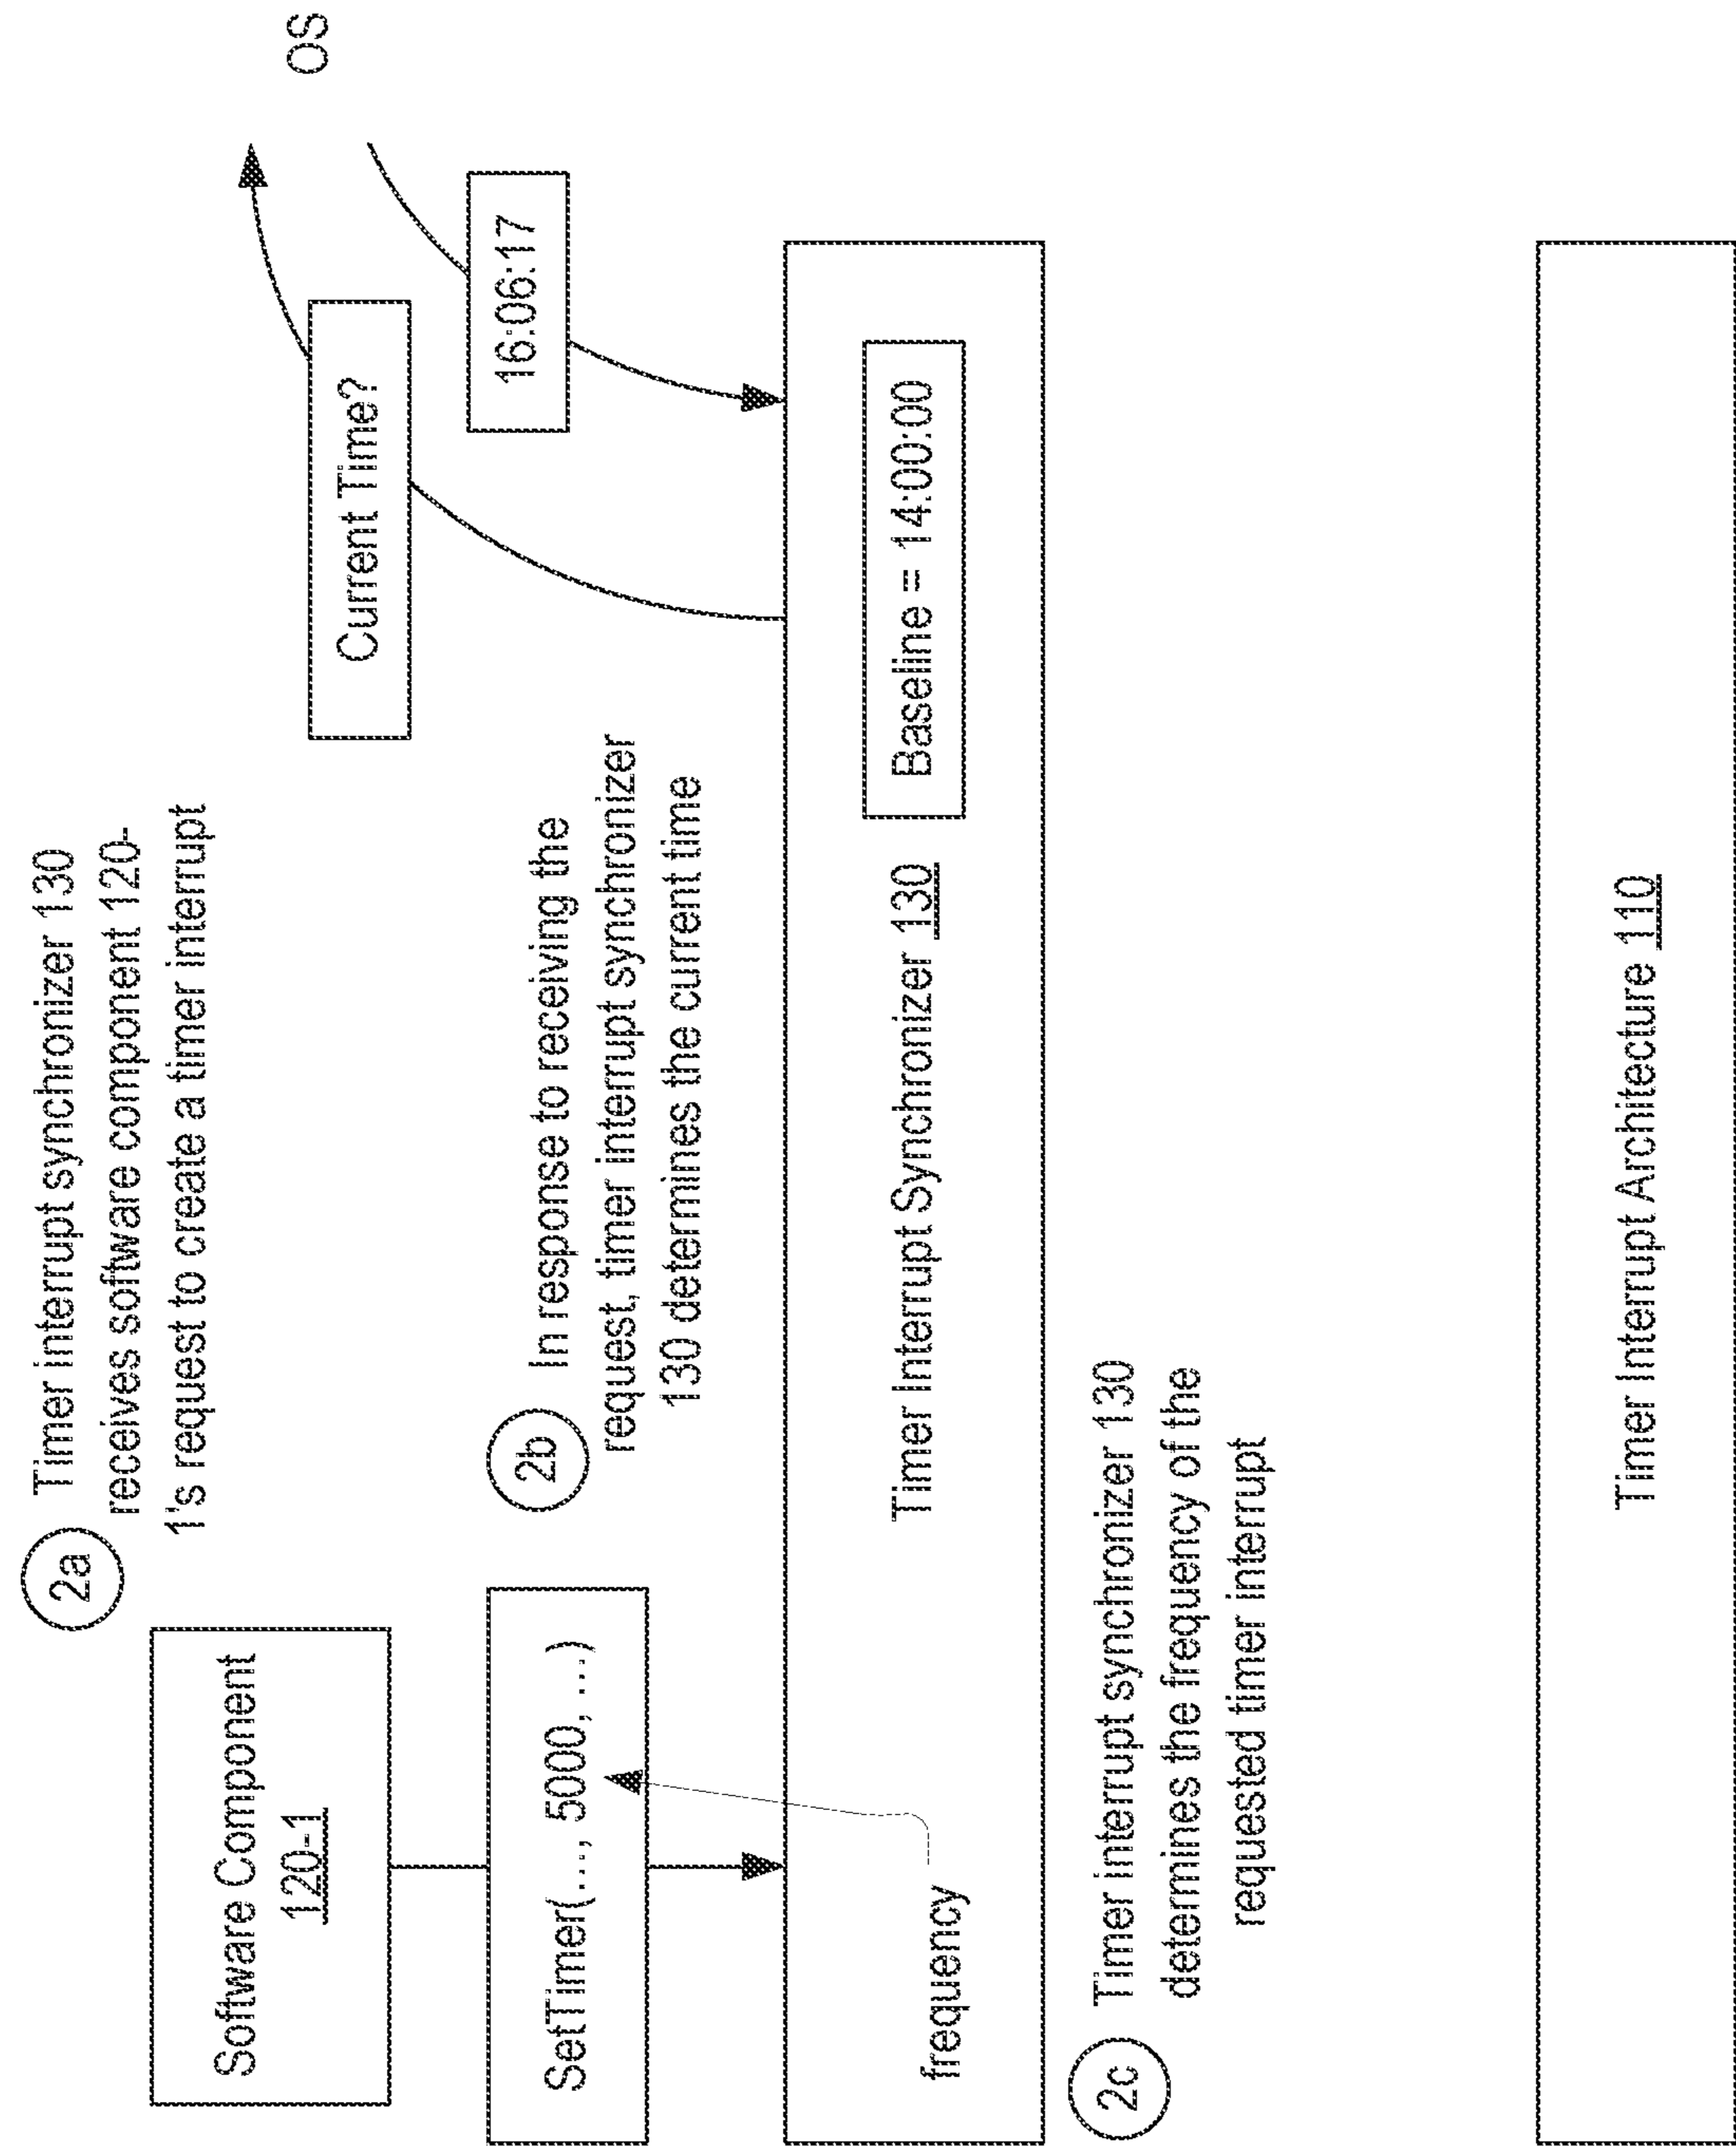 2a
Timer interrupt synchronizer 130
receives software component 120-
1's request to create a timer interrupt
OS
Software Component
120-1
Current Time?
SetTimer(..., 5000, ...)
2b
In response to receiving the
request, timer interrupt synchronizer
130 determines the current time
16:06:17
frequency
Timer Interrupt Synchronizer 130
Baseline = 14:00:00
2c
Timer interrupt synchronizer 130
determines the frequency of the
requested timer interrupt
Timer Interrupt Architecture 110